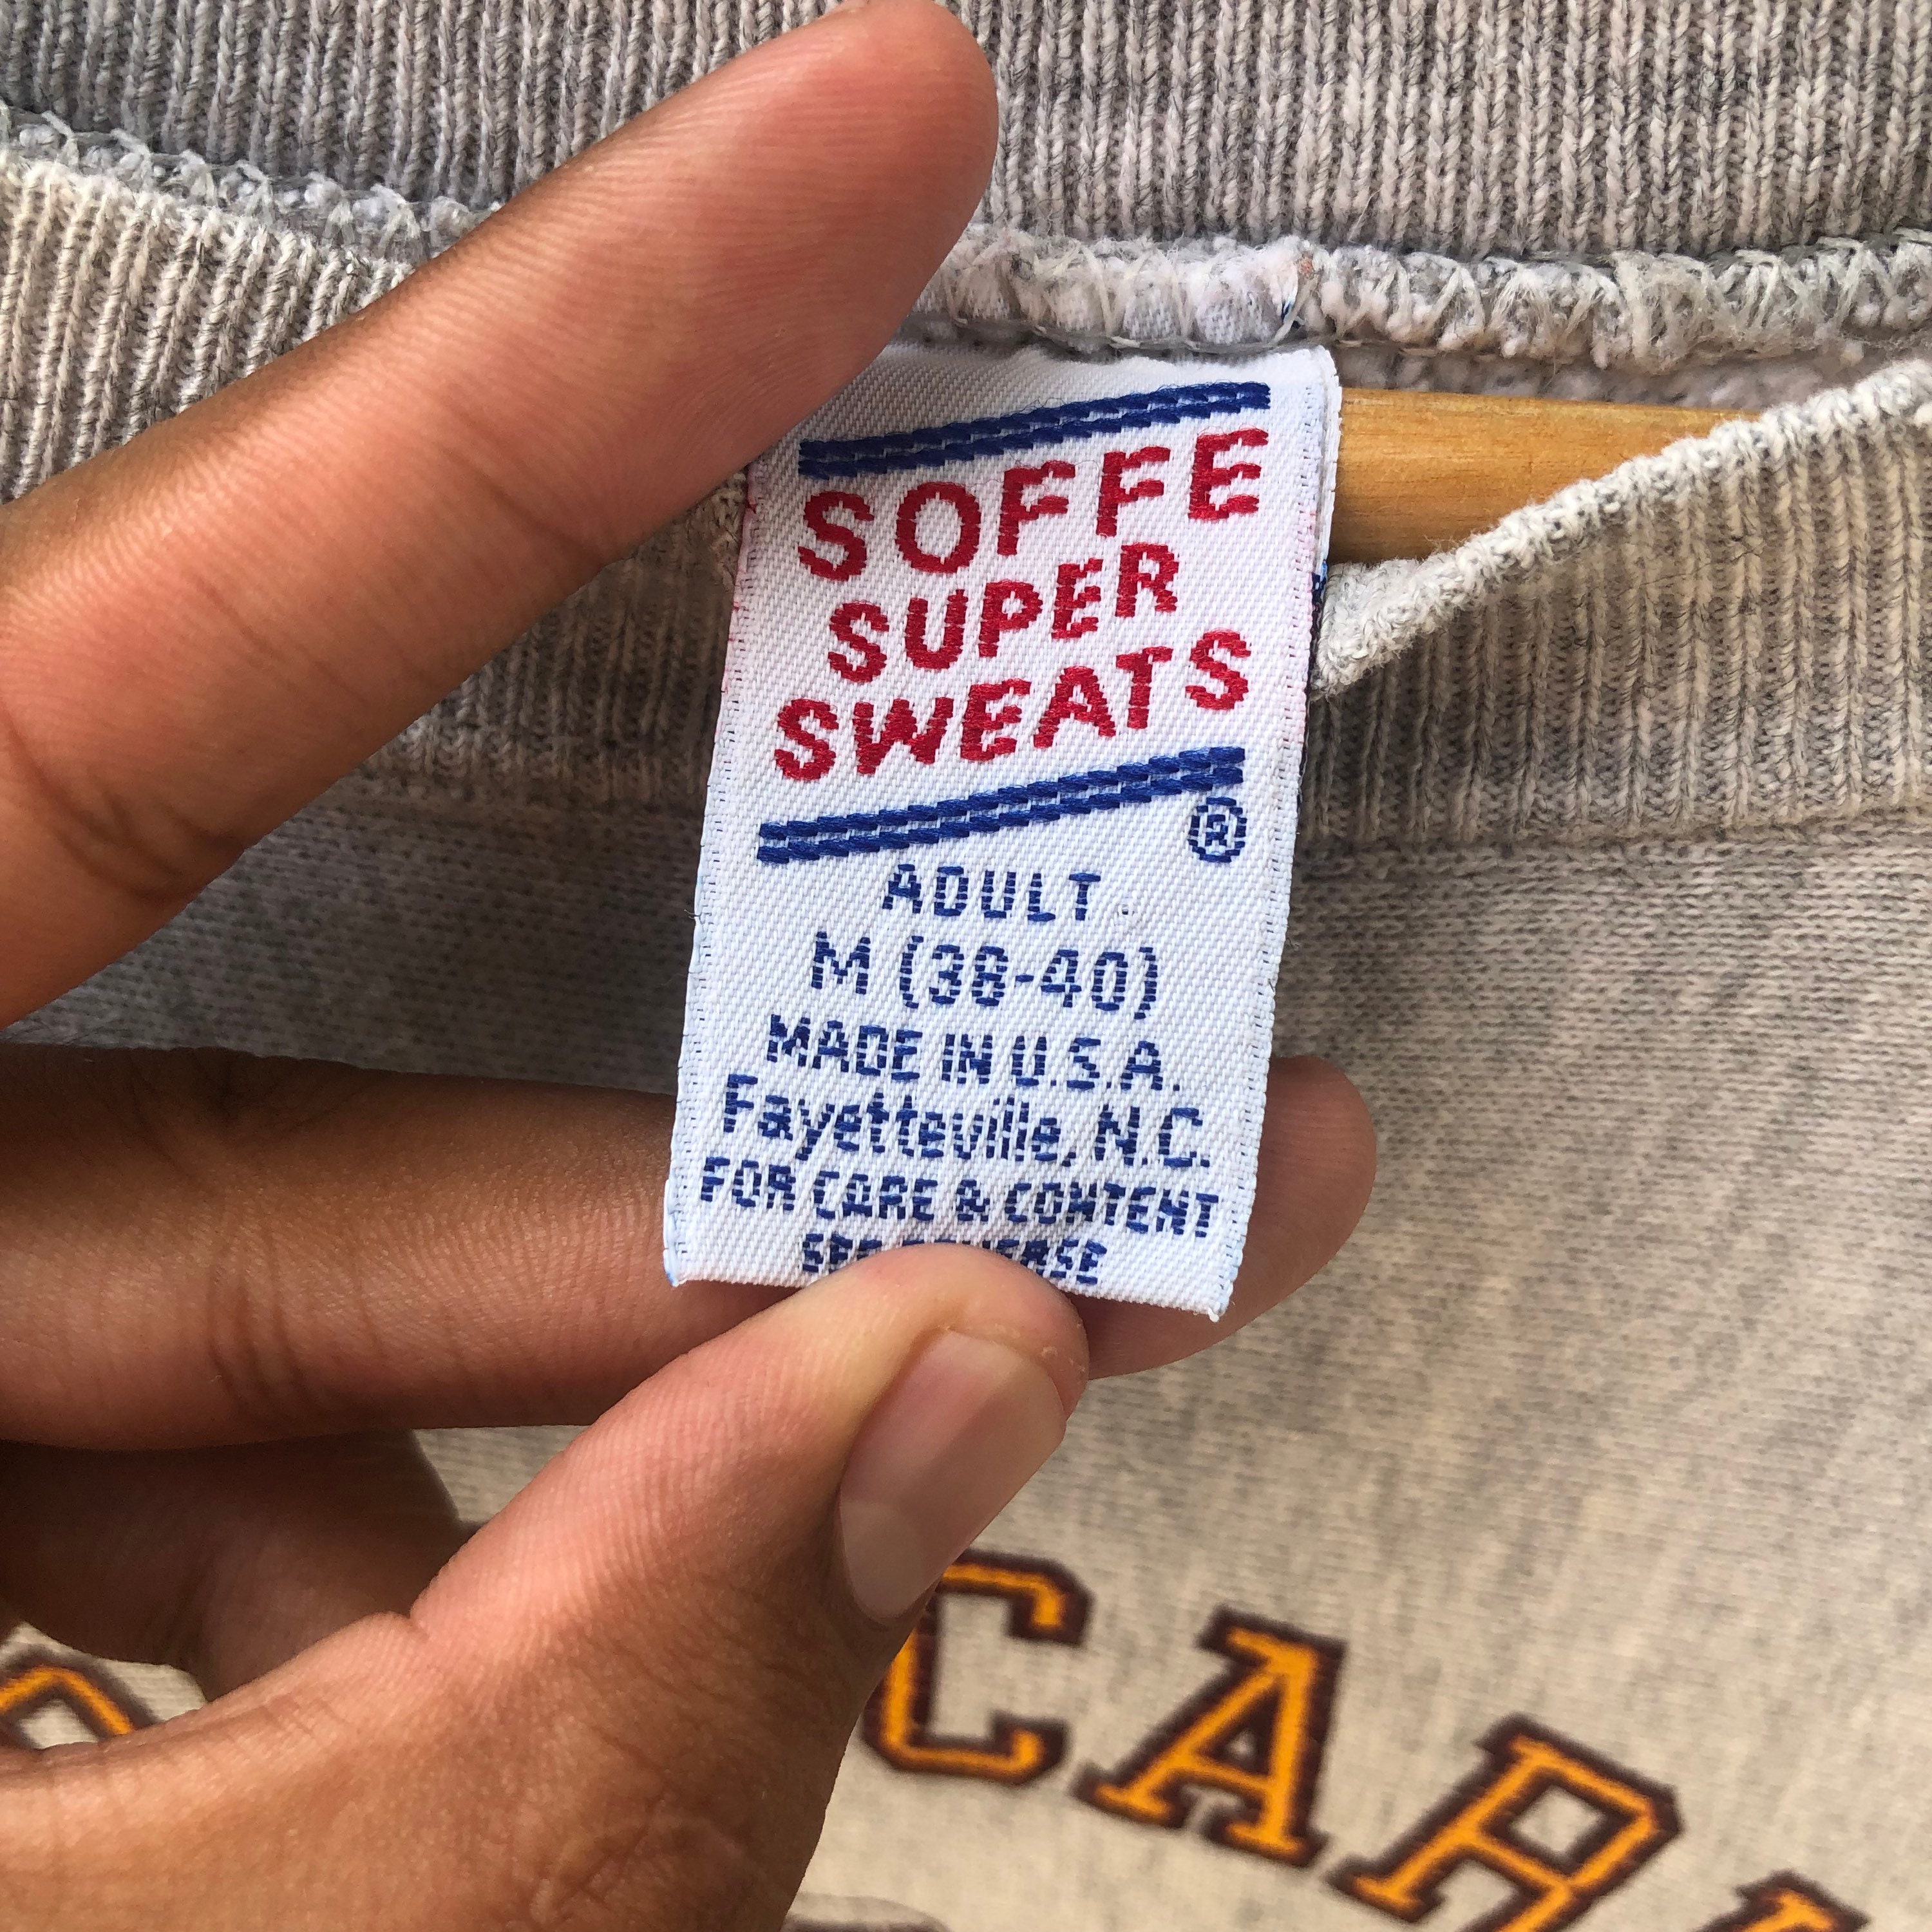 SOFFE
SUPER
SWEATS
®
ADULT
M (38-40)
MADE IN U.S.A.
Fayetteville, N.C.
FOR CARE & CONTENT
CAR